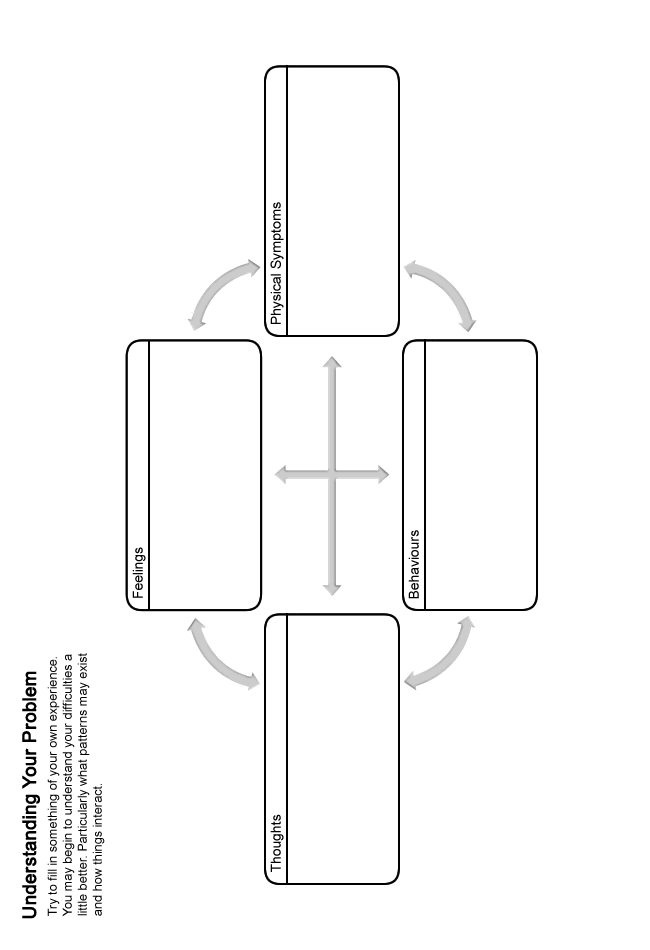 Understanding Your Problem
Try to fill in something of your own experience.
You may begin to understand your difficulties a
little better. Particularly what patterns may exist
and how things interact.
Feelings
Thoughts
Physical Symptoms
Behaviours